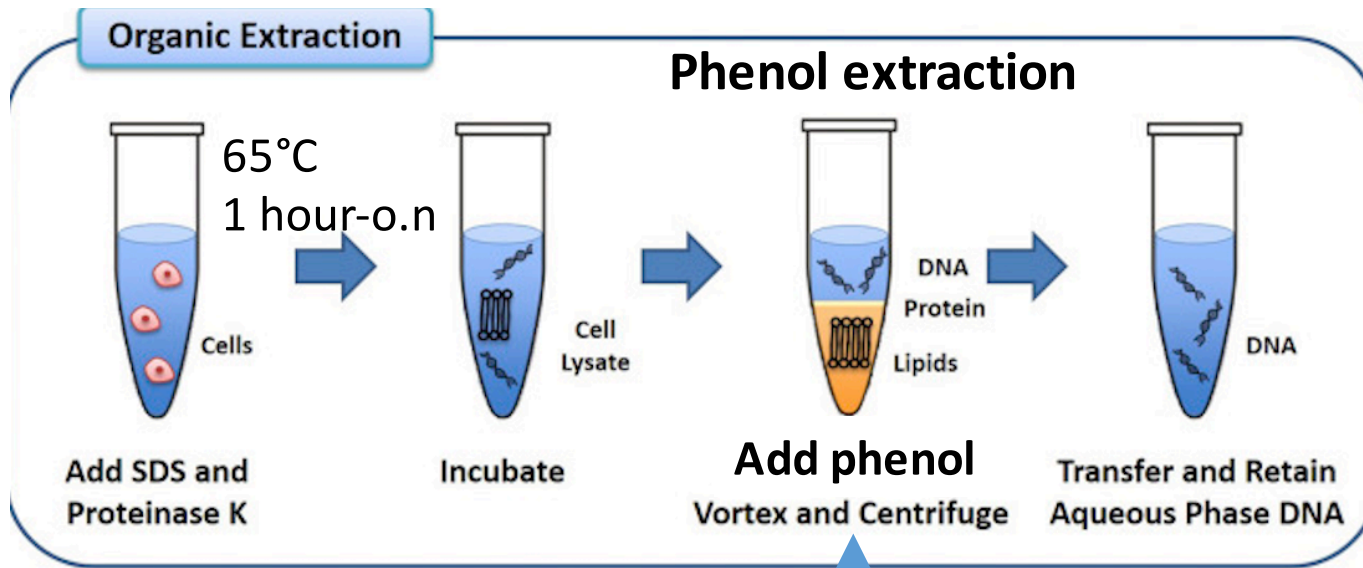 Organic Extraction
Phenol extraction
65°C
1 hour-o.n
Cells
Cell
Lysate
DNA
Protein
Lipids
DNA
Add SDS and
Proteinase K
Incubate
Add phenol
Vortex and Centrifuge
Transfer and Retain
Aqueous Phase DNA